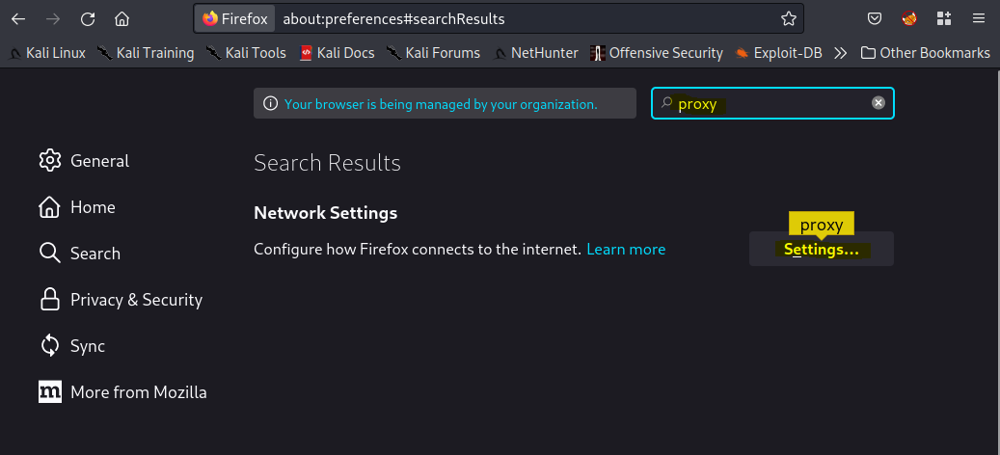 Firefox about:preferences#searchResults
Kali Linux Kali Training Kali Tools Kali Docs Kali Forums NetHunter Offensive Security Exploit-DB Other Bookmarks
Your browser is being managed by your organization.
proxy
General
Home
Search
Privacy & Security
Sync
More from Mozilla
Search Results
Network Settings
Configure how Firefox connects to the internet. Learn more
proxy
Settings...